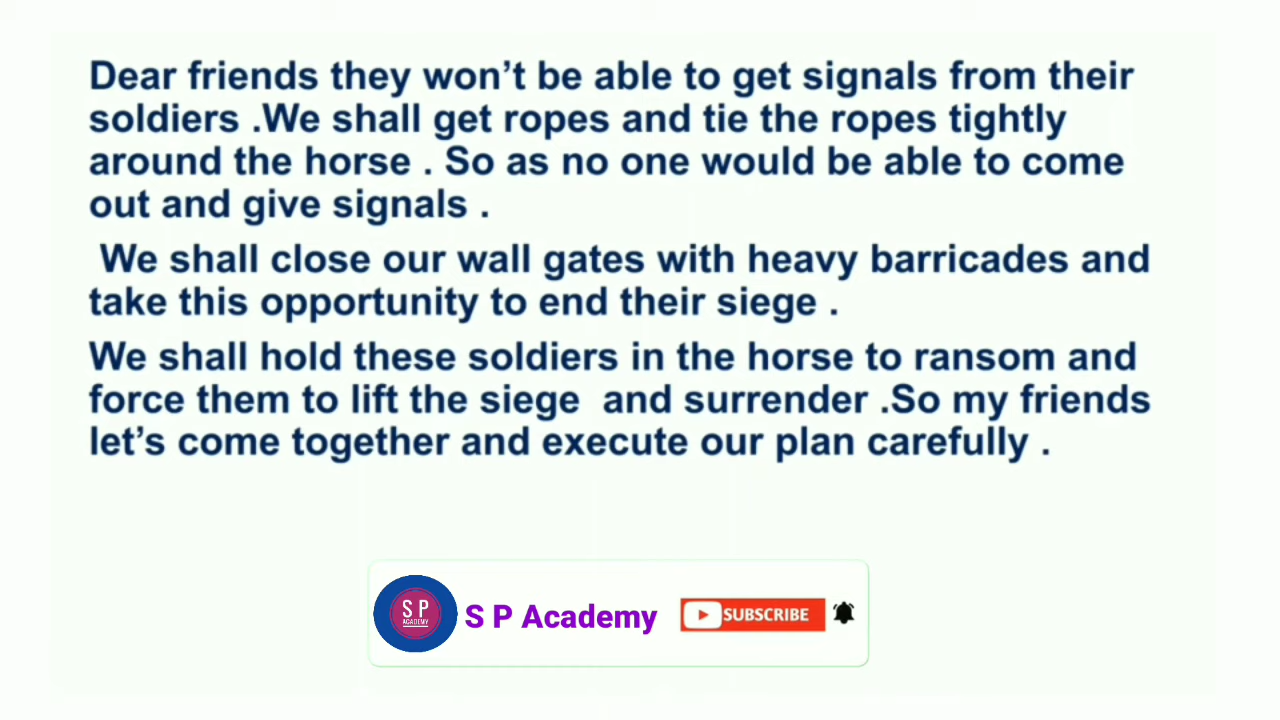 Dear friends they won't be able to get signals from their
soldiers .We shall get ropes and tie the ropes tightly
around the horse . So as no one would be able to come
out and give signals .
We shall close our wall gates with heavy barricades and
take this opportunity to end their siege .
We shall hold these soldiers in the horse to ransom and
force them to lift the siege  and surrender .So my friends
let's come together and execute our plan carefully .
S P
ACADEMY
S P Academy
SUBSCRIBE